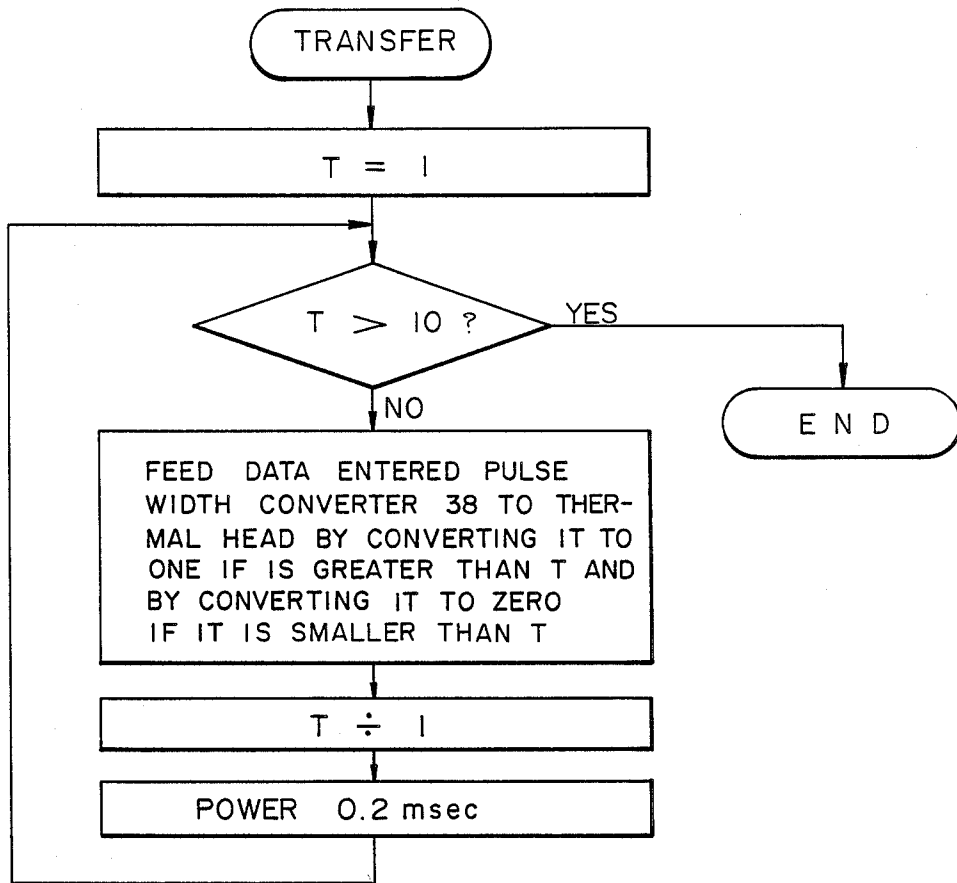 TRANSFER
T = 1
T > 10 ?
YES
NO
END
FEED DATA ENTERED PULSE
WIDTH CONVERTER 38 TO THER-
MAL HEAD BY CONVERTING IT TO
ONE IF IS GREATER THAN T AND
BY CONVERTING IT TO ZERO
IF IT IS SMALLER THAN T
T ÷ 1
POWER 0.2 msec